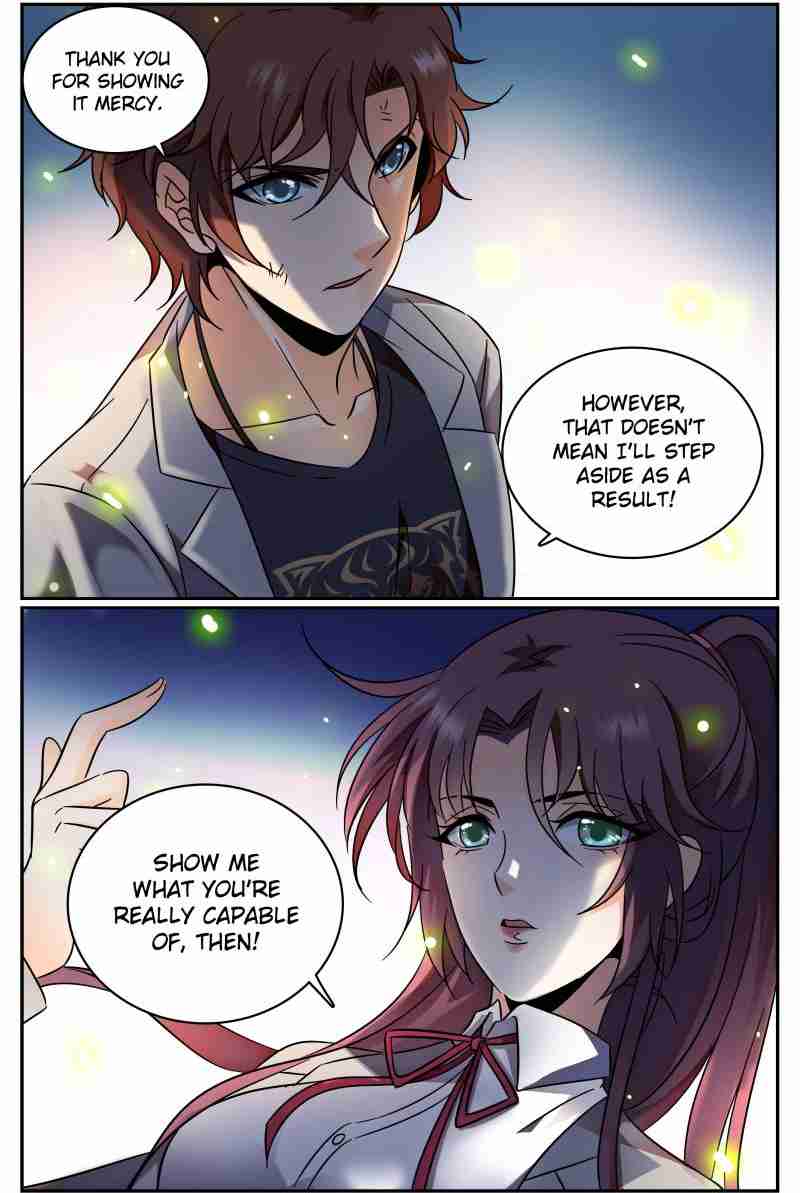 THANK YOU
FOR SHOWING
IT MERCY.
HOWEVER,
THAT DOESN'T
MEAN I'LL STEP
ASIDE AS A
RESULT!
SHOW ME
WHAT YOU'RE
REALLY CAPABLE
OF, THEN!